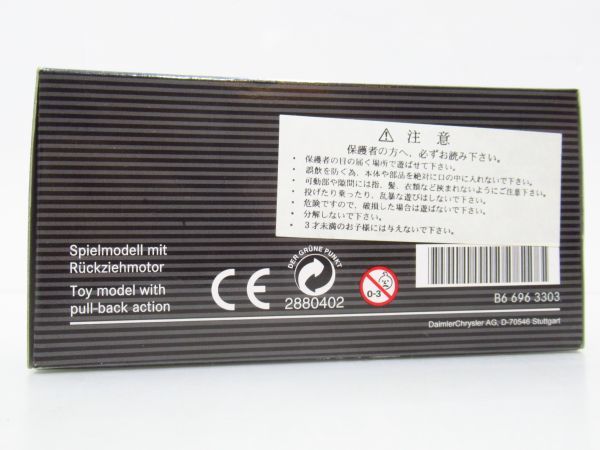 ⚠ 注 意
保護者の方へ、必ずお読み下さい。
・保護者の目の届く場所で遊ばせて下さい。
・誤飲を防ぐ為、本体や部品を絶対に口の中に入れないで下さい。
・可動部や隙間には指、髪、衣類など挟まれないようにご注意下さい。
・投げたり乗ったり、乱暴な遊びはしないで下さい。
・危険ですので、破損した場合は遊ばないで下さい。
・分解しないで下さい。
・3才未満のお子様には与えないで下さい。
Spielmodell mit
Rückziehmotor
Toy model with
pull-back action
CE
DER GRÜNE PUNKT
2880402
0-3
B6 696 3303
DaimlerChrysler AG, D-70546 Stuttgart